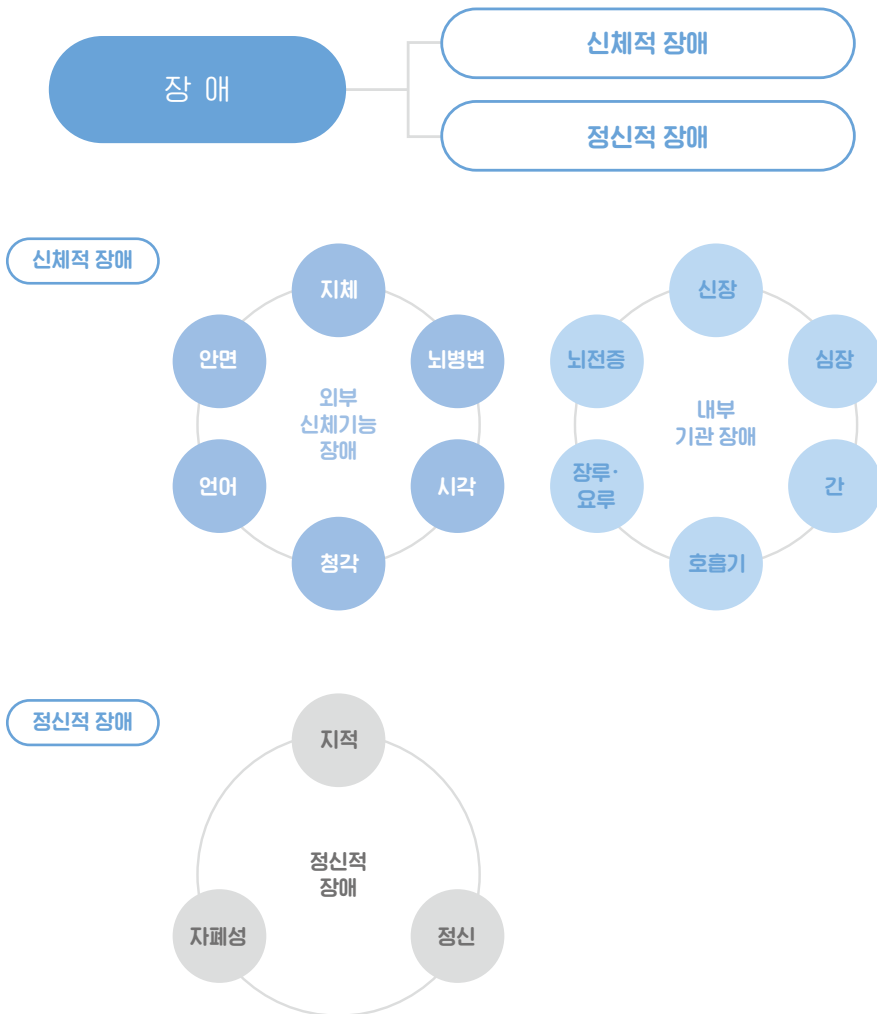 장 애
신체적 장애
정신적 장애
신체적 장애
지체
안면
뇌병변
외부
신체기능
장애
언어
시각
청각
신장
뇌전증
심장
내부
기관 장애
장루·
요루
간
호흡기
정신적 장애
지적
정신적
장애
자폐성
정신